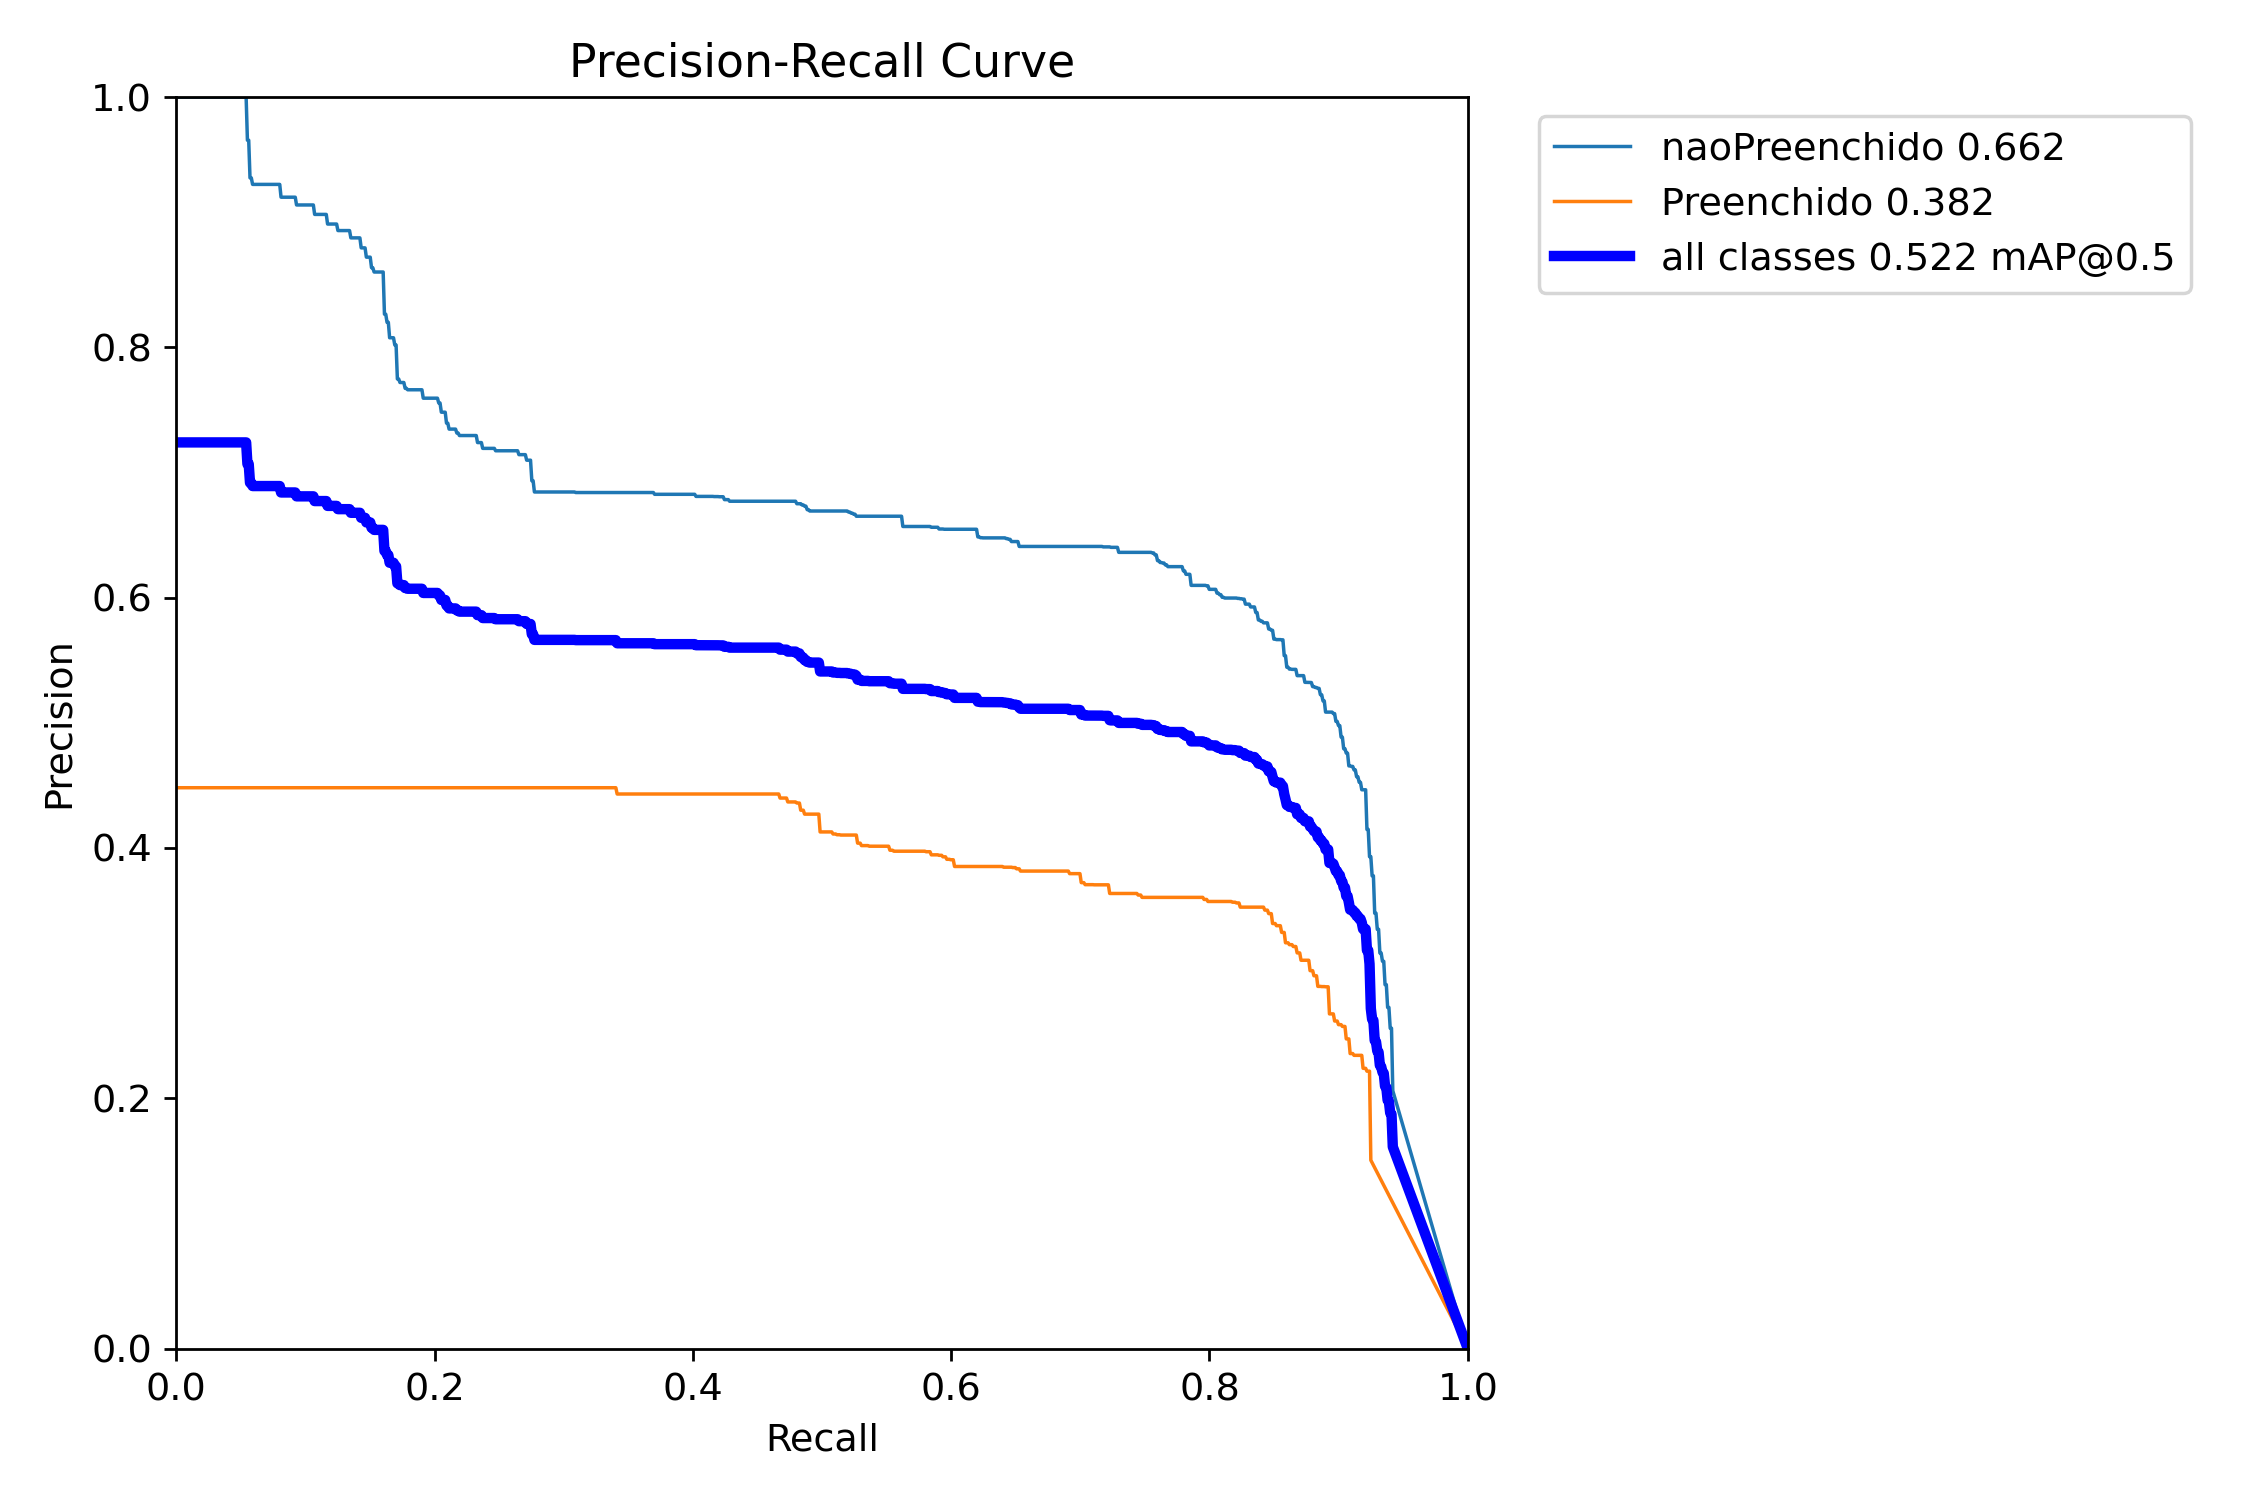 Precision-Recall Curve
1.0
0.8
0.6
0.4
0.2
0.0
Precision
0.0 0.2 0.4 0.6 0.8 1.0
Recall
naoPreenchido 0.662
Preenchido 0.382
all classes 0.522 mAP@0.5